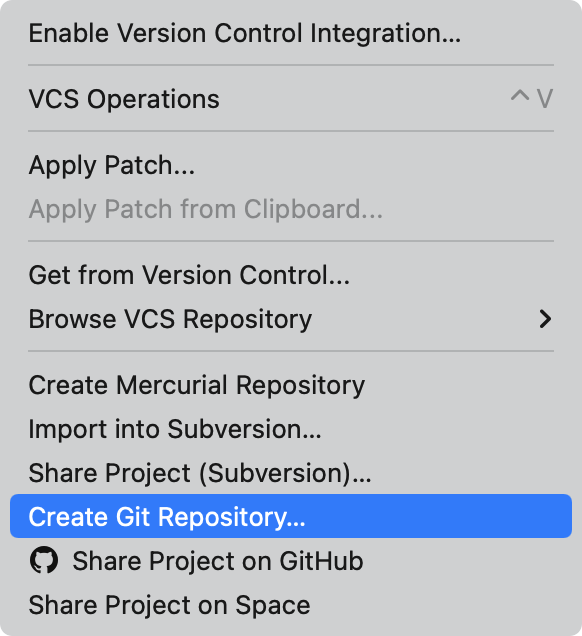 Enable Version Control Integration...
VCS Operations ^ V
Apply Patch...
Apply Patch from Clipboard...
Get from Version Control...
Browse VCS Repository
Create Mercurial Repository
Import into Subversion...
Share Project (Subversion)...
Create Git Repository...
Share Project on GitHub
Share Project on Space